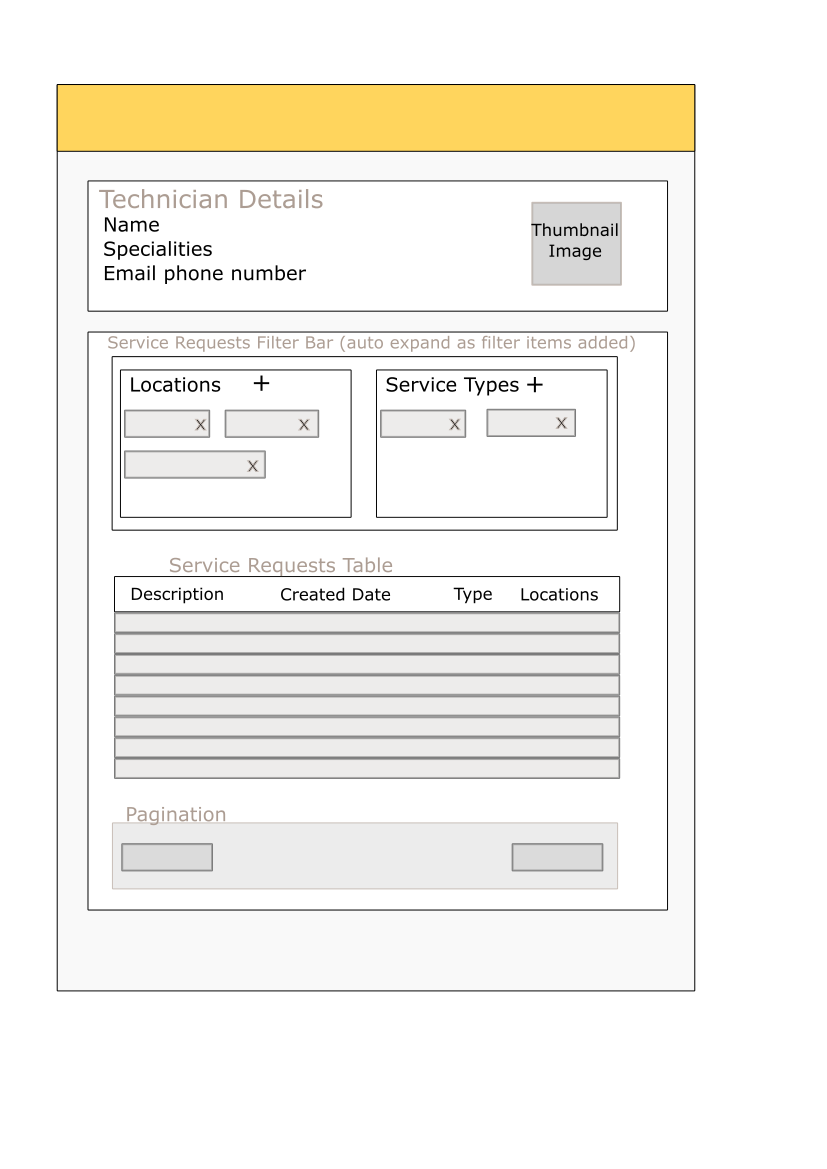 Technician Details
Name
Specialities
Email phone number
Thumbnail
Image
Service Requests Filter Bar (auto expand as filter items added)
Locations +
x x
x
Service Types +
x x
Service Requests Table
Description Created Date Type Locations
Pagination